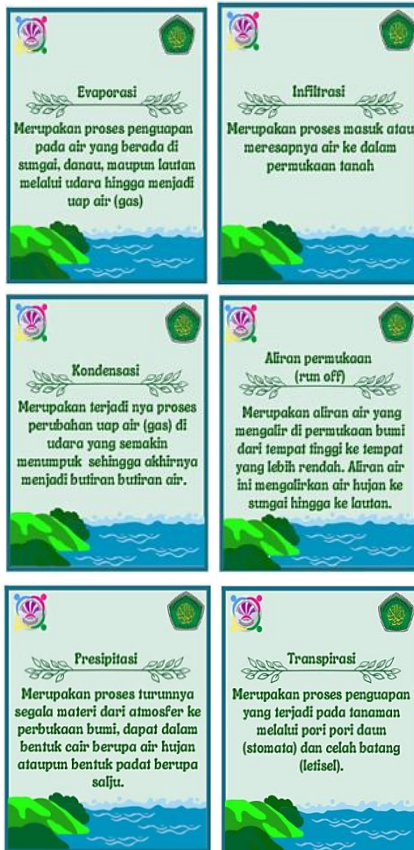 Evaporasi
Merupakan proses penguapan
pada air yang berada di
sungai, danau, maupun lautan
melalui udara hingga menjadi
uap air (gas)
Infiltrasi
Merupakan proses masuk atau
meresapnya air ke dalam
permukaan tanah
Kondensasi
Merupakan terjadi nya proses
perubahan uap air (gas) di
udara yang semakin
menumpuk sehingga akhirnya
menjadi butiran butiran air.
Aliran permukaan
(run off)
Merupakan aliran air yang
mengalir di permukaan bumi
dari tempat tinggi ke tempat
yang lebih rendah. Aliran air
ini mengalirkan air hujan ke
sungai hingga ke lautan.
Presipitasi
Merupakan proses turunnya
segala materi dari atmosfer ke
perbukaan bumi, dapat dalam
bentuk cair berupa air hujan
ataupun bentuk padat berupa
salju.
Transpirasi
Merupakan proses penguapan
yang terjadi pada tanaman
melalui pori pori daun
(stomata) dan celah batang
(letisel).